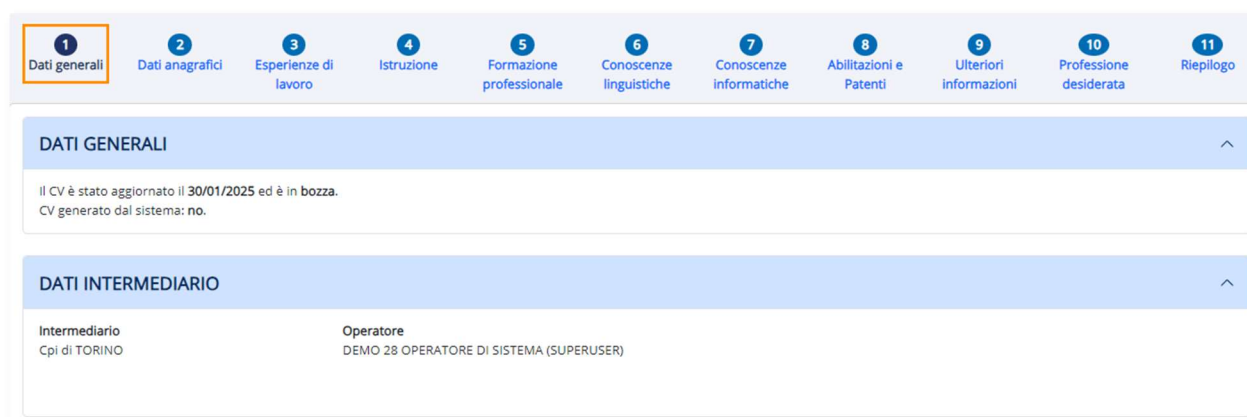 1 2 3 4 5 6 7 8 9 10 11
Dati generali Dati anagrafici Esperienze di Istruzione Formazione Conoscenze Conoscenze Abilitazioni e Ulteriori Professione Riepilogo
lavoro professionale linguistiche informatiche Patenti informazioni desiderata
DATI GENERALI
Il CV è stato aggiornato il 30/01/2025 ed è in bozza.
CV generato dal sistema: no.
DATI INTERMEDIARIO
Intermediario Operatore
Cpi di TORINO DEMO 28 OPERATORE DI SISTEMA (SUPERUSER)